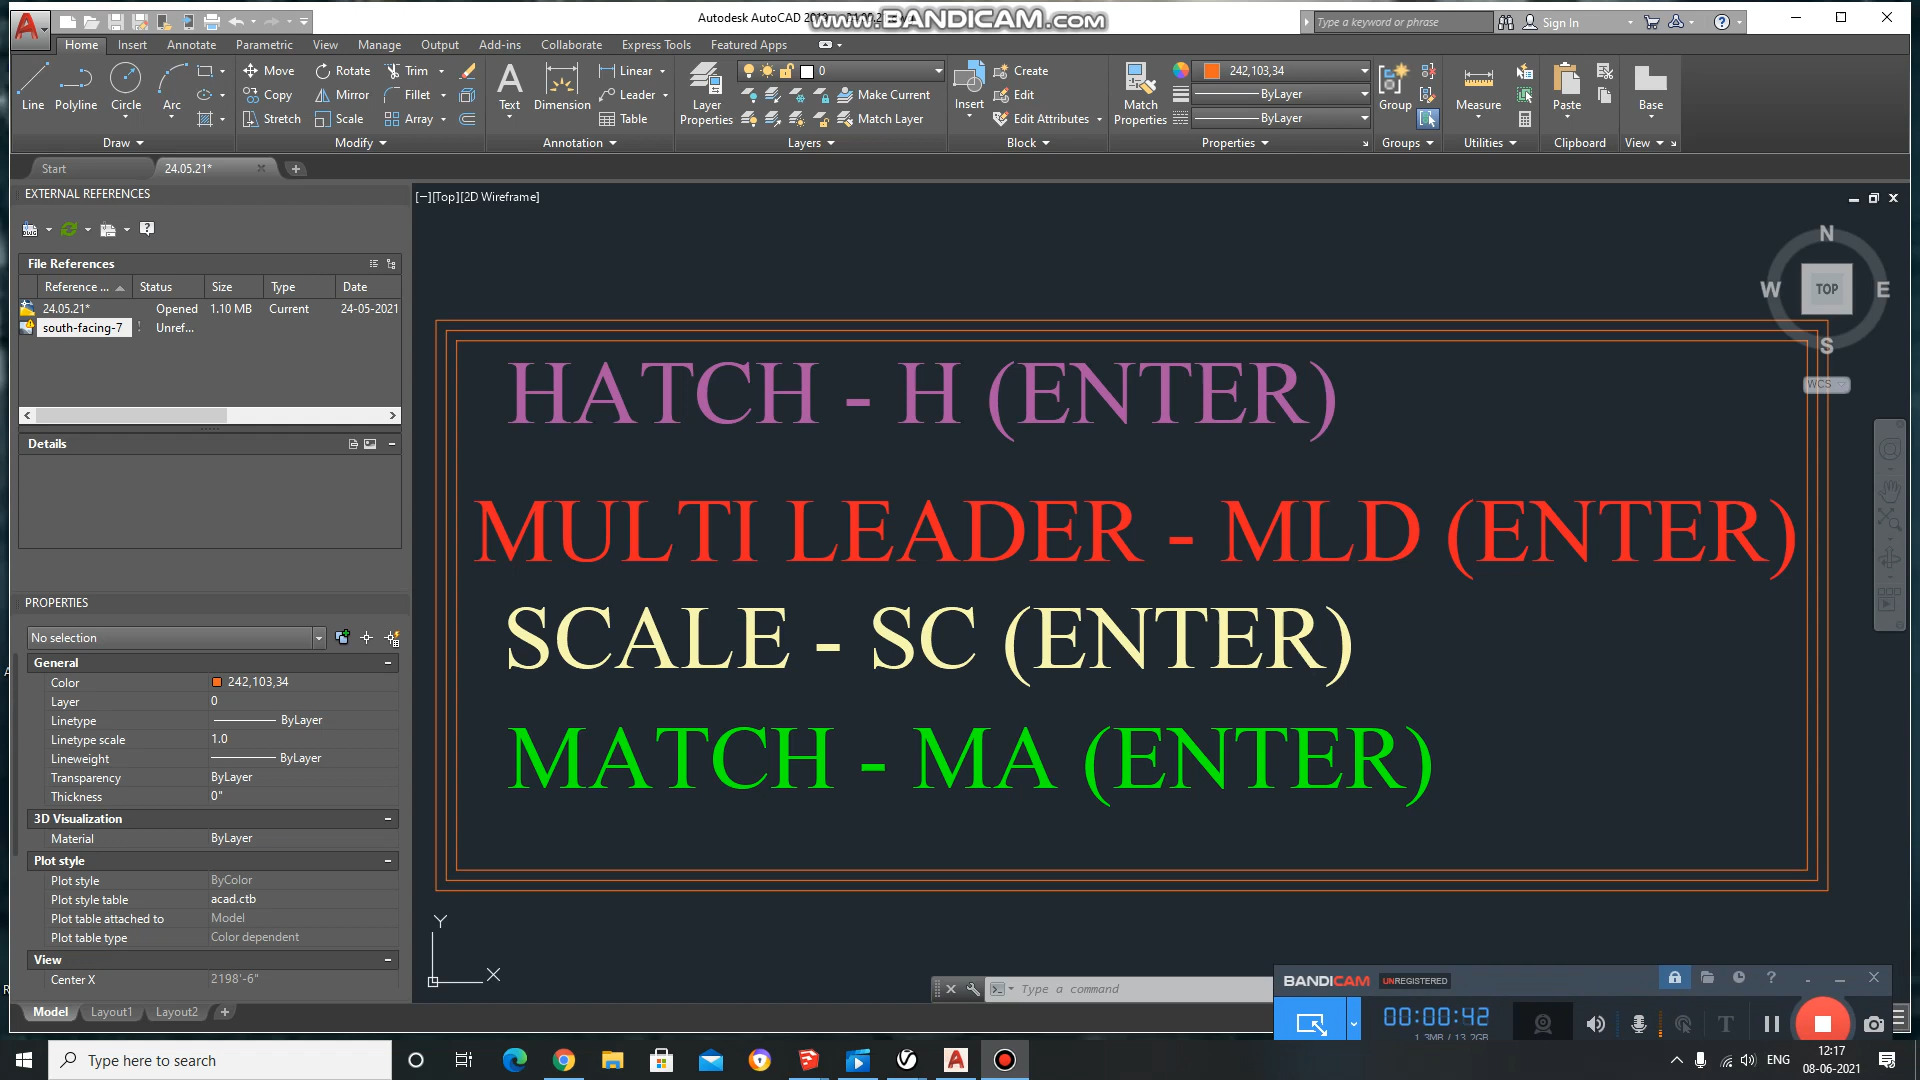 Autodesk AutoCAD 20
www.BANDICAM.com
Type a keyword or phrase
Sign In
Home Insert Annotate Parametric View Manage Output Add-ins Collaborate Express Tools Featured Apps
Line Polyline Circle Arc
Move Rotate Trim
Copy Mirror Fillet
Stretch Scale Array
Text Dimension
Linear
Leader
Table
Layer Properties
0
Make Current
Match Layer
Insert
Create
Edit
Edit Attributes
Match Properties
242,103,34
ByLayer
ByLayer
Group
Measure
Paste
Base
Draw Modify Annotation Layers Block Properties Groups Utilities Clipboard View
Start 24.05.21*
EXTERNAL REFERENCES
File References
Reference ... Status Size Type Date
24.05.21* Opened 1.10 MB Current 24-05-2021
south-facing-7 ! Unref...
Details
PROPERTIES
No selection
General
Color 242,103,34
Layer 0
Linetype ByLayer
Linetype scale 1.0
Lineweight ByLayer
Transparency ByLayer
Thickness 0"
3D Visualization
Material ByLayer
Plot style
Plot style ByColor
Plot style table acad.ctb
Plot table attached to Model
Plot table type Color dependent
View
Center X 2198'-6"
[−][Top][2D Wireframe]
N
W TOP E
S
WCS
HATCH - H (ENTER)
MULTI LEADER - MLD (ENTER)
SCALE - SC (ENTER)
MATCH - MA (ENTER)
Y
X
Type a command
Model Layout1 Layout2
BANDICAM UNREGISTERED
00:00:42
1.3MB / 13.2GB
Type here to search
ENG
12:17
08-06-2021